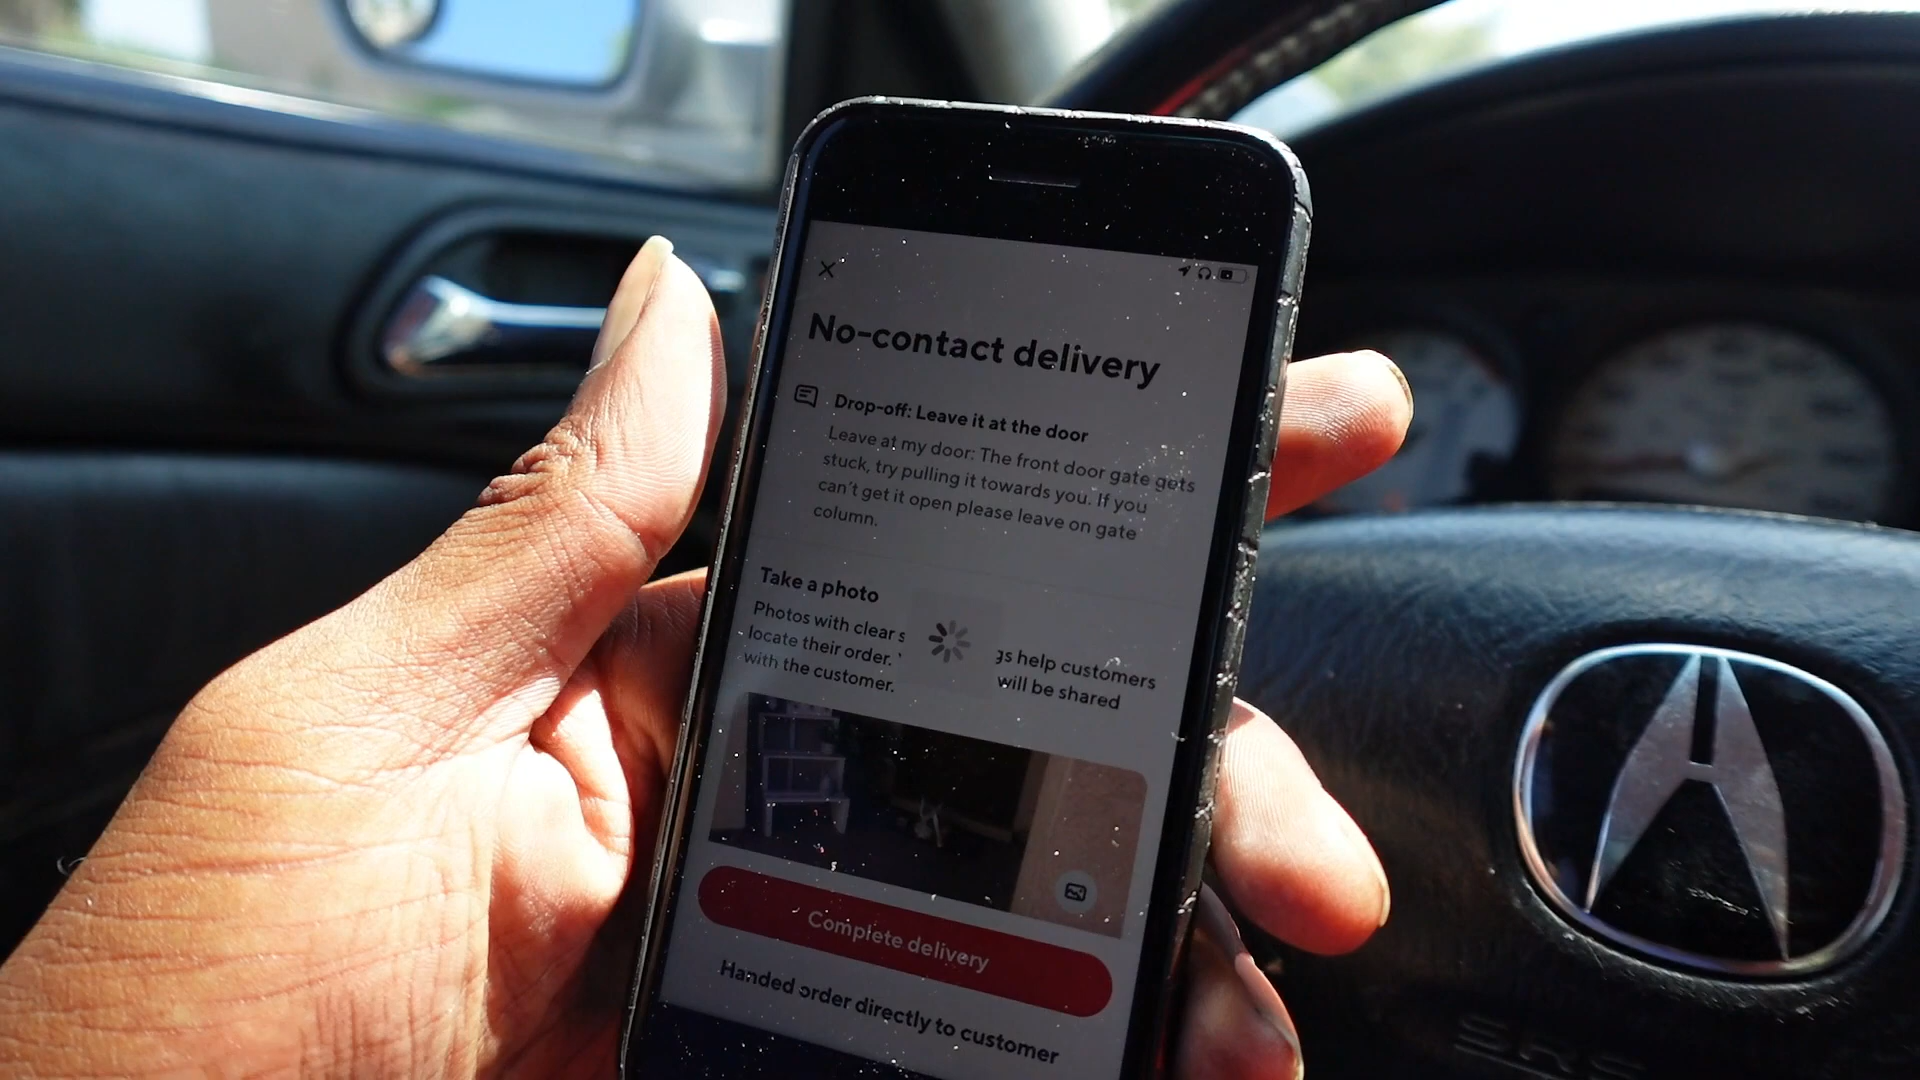 No-contact delivery
Drop-off: Leave it at the door
Leave at my door: The front door gate gets
stuck, try pulling it towards you. If you
can't get it open please leave on gate
column.
Take a photo
Photos with clear s gs help customers
locate their order. will be shared
with the customer.
Complete delivery
Handed order directly to customer
SRS